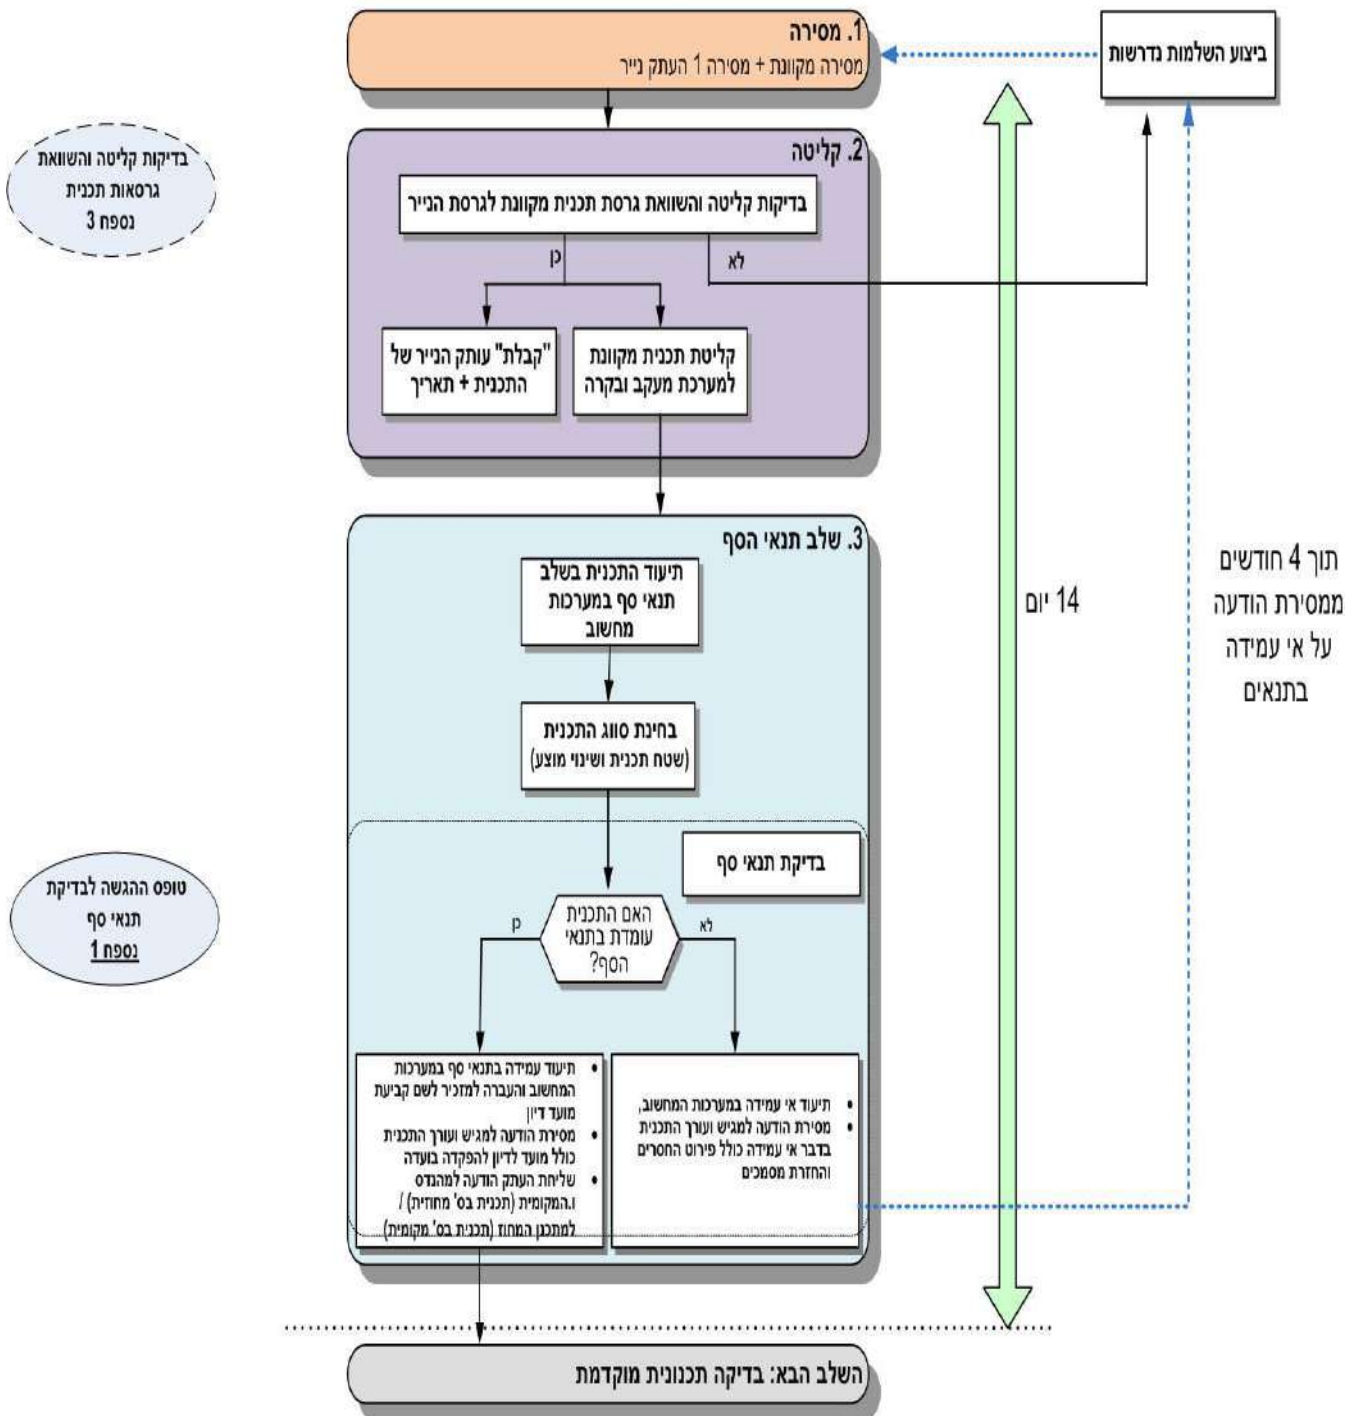 1. מסירה
מסירה מקוונת + מסירה 1 העתק נייר
ביצוע השלמות נדרשות
2. קליטה
בדיקות קליטה והשוואת
גרסאות תכנית
נספח 3
בדיקות קליטה והשוואת גרסת תכנית מקוונת לגרסת הנייר
כן
לא
קליטת תכנית מקוונת
למערכת מעקב ובקרה
"קבלת" עותק הנייר של
התכנית + תאריך
3. שלב תנאי הסף
תיעוד התכנית בשלב
תנאי סף במערכות
מחשוב
14 יום
תוך 4 חודשים
ממסירת הודעה
על אי עמידה
בתנאים
בחינת סווג התכנית
(שטח תכנית ושינוי מוצע)
בדיקת תנאי סף
טופס ההגשה לבדיקת
תנאי סף
נספח 1
האם התכנית
עומדת בתנאי
הסף?
כן
לא
• תיעוד אי עמידה במערכות המחשוב,
• מסירת הודעה למגיש ועורך התכנית
בדבר אי עמידה כולל פירוט החסרים
והחזרת מסמכים
• תיעוד עמידה בתנאי סף במערכות
המחשוב והעברה למזכיר לשם קביעת
מועד דיון
• מסירת הודעה למגיש ועורך התכנית
כולל מועד לדיון להפקדה בועדה
• שליחת העתק הודעה למהנדס
ו.המקומית (תכנית בס' מחוזית) /
למתכנן המחוז (תכנית בס' מקומית)
השלב הבא: בדיקה תכנונית מוקדמת